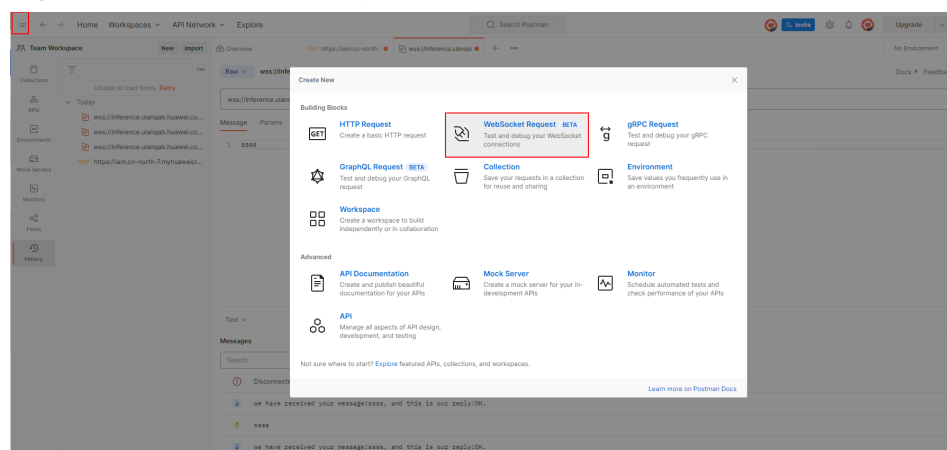 Home Workspaces API Network Explore
Search Postman
Invite
Upgrade
Team Workspace New Import
Overview
POST https://iam.cn-north-
wss://inference.ulanqa
No Environment
Collections
Unable to load items. Retry
Raw wss://infe
Docs Feedba
Today
APIs
wss://inference.ulanqab.huawei.co...
wss://inference.ulanqab.huawei.co...
wss://inference.ulanqab.huawei.co...
POST https://iam.cn-north-7.myhuaweicl...
Environments
Mock Servers
Monitors
Flows
History
wss://inference.ulanq
Message Params
1 ssss
Create New
Building Blocks
GET
HTTP Request
Create a basic HTTP request
WebSocket Request BETA
Test and debug your WebSocket
connections
gRPC Request
Test and debug your gRPC
request
GraphQL Request BETA
Test and debug your GraphQL
request
Collection
Save your requests in a collection
for reuse and sharing
Environment
Save values you frequently use in
an environment
Workspace
Create a workspace to build
independently or in collaboration
Advanced
API Documentation
Create and publish beautiful
documentation for your APIs
Mock Server
Create a mock server for your in-
development APIs
Monitor
Schedule automated tests and
check performance of your APIs
API
Manage all aspects of API design,
development, and testing
Not sure where to start? Explore featured APIs, collections, and workspaces.
Learn more on Postman Docs
Text
Messages
Search
Disconnecte
we have received your message:ssss, and this is our reply:OK.
ssss
we have received your message:ssss, and this is our reply:OK.